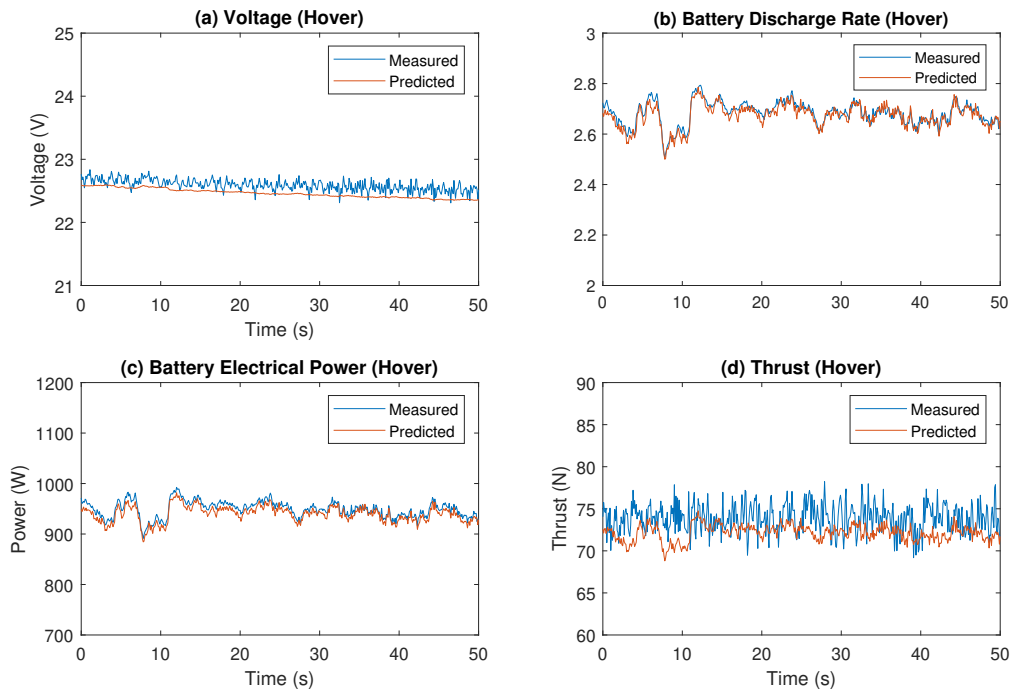 (a) Voltage (Hover)
25
24
23
22
21
Voltage (V)
Measured
Predicted
0 10 20 30 40 50
Time (s)
(b) Battery Discharge Rate (Hover)
3
2.8
2.6
2.4
2.2
2
Measured
Predicted
0 10 20 30 40 50
(c) Battery Electrical Power (Hover)
1200
1100
1000
900
800
700
Power (W)
Measured
Predicted
0 10 20 30 40 50
Time (s)
(d) Thrust (Hover)
90
85
80
75
70
65
60
Thrust (N)
Measured
Predicted
0 10 20 30 40 50
Time (s)